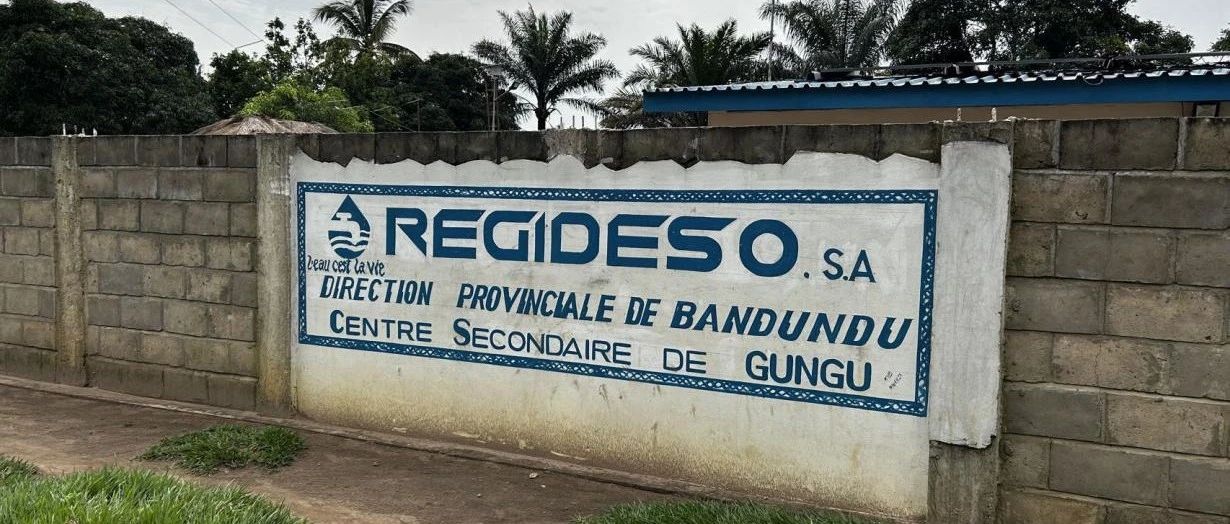 REGIDESO.S.A
l'eau c'est la vie
DIRECTION PROVINCIALE DE BANDUNDU
CENTRE SECONDAIRE DE GUNGU